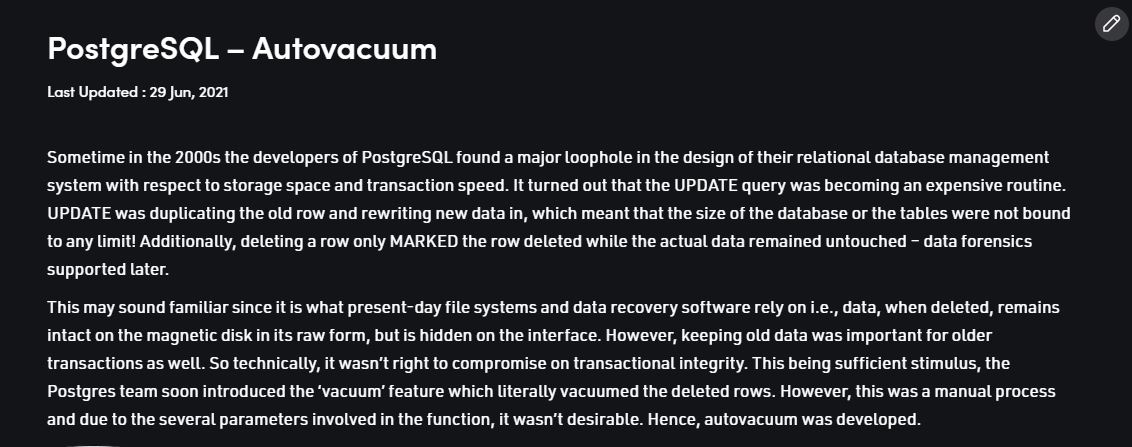 PostgreSQL – Autovacuum
Last Updated : 29 Jun, 2021
Sometime in the 2000s the developers of PostgreSQL found a major loophole in the design of their relational database management
system with respect to storage space and transaction speed. It turned out that the UPDATE query was becoming an expensive routine.
UPDATE was duplicating the old row and rewriting new data in, which meant that the size of the database or the tables were not bound
to any limit! Additionally, deleting a row only MARKED the row deleted while the actual data remained untouched – data forensics
supported later.
This may sound familiar since it is what present-day file systems and data recovery software rely on i.e., data, when deleted, remains
intact on the magnetic disk in its raw form, but is hidden on the interface. However, keeping old data was important for older
transactions as well. So technically, it wasn’t right to compromise on transactional integrity. This being sufficient stimulus, the
Postgres team soon introduced the ‘vacuum’ feature which literally vacuumed the deleted rows. However, this was a manual process
and due to the several parameters involved in the function, it wasn’t desirable. Hence, autovacuum was developed.